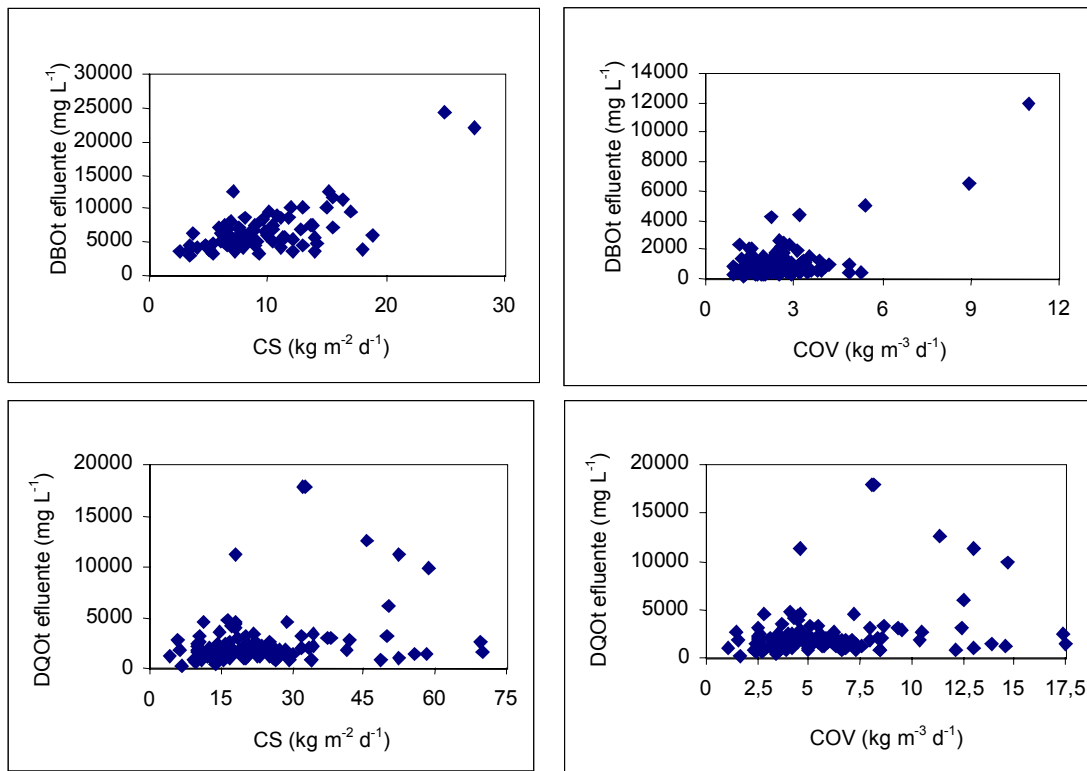 DBOt efluente (mg L⁻¹)
30000
25000
20000
15000
10000
5000
0
0 10 20 30
CS (kg m⁻² d⁻¹)
DBOt efluente (mg L⁻¹)
14000
12000
10000
8000
6000
4000
2000
0
0 3 6 9 12
COV (kg m⁻³ d⁻¹)
DQOt efluente (mg L⁻¹)
20000
15000
10000
5000
0
0 15 30 45 60 75
CS (kg m⁻² d⁻¹)
DQOt efluente (mg L⁻¹)
20000
15000
10000
5000
0
0 2,5 5 7,5 10 12,5 15 17,5
COV (kg m⁻³ d⁻¹)